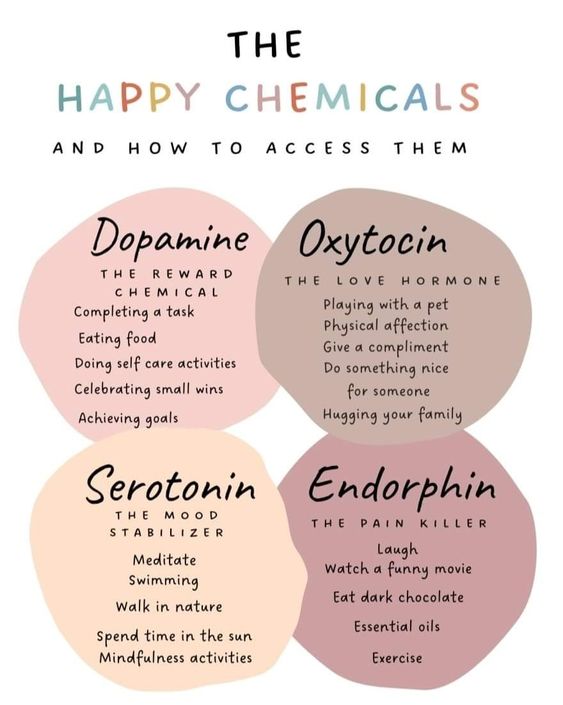 THE
HAPPY CHEMICALS
AND HOW TO ACCESS THEM
Dopamine
THE REWARD
CHEMICAL
Completing a task
Eating food
Doing self care activities
Celebrating small wins
Achieving goals
Oxytocin
THE LOVE HORMONE
Playing with a pet
Physical affection
Give a compliment
Do something nice
for someone
Hugging your family
Serotonin
THE MOOD
STABILIZER
Meditate
Swimming
Walk in nature
Spend time in the sun
Mindfulness activities
Endorphin
THE PAIN KILLER
Laugh
Watch a funny movie
Eat dark chocolate
Essential oils
Exercise